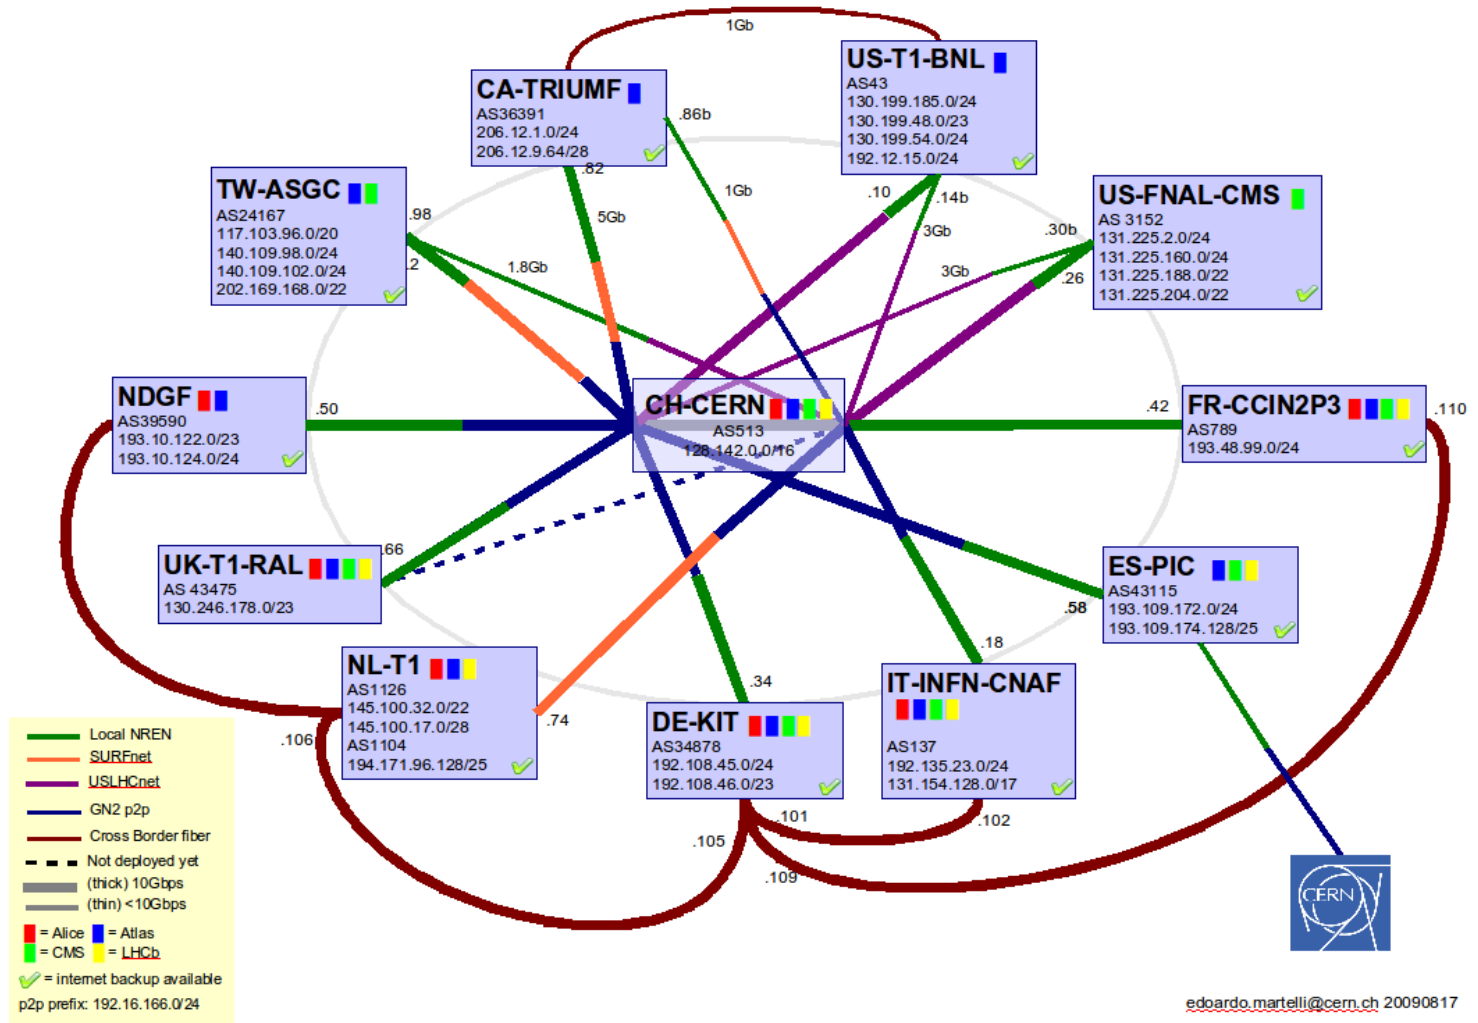 1Gb
US-T1-BNL
AS43
130.199.185.0/24
130.199.48.0/23
130.199.54.0/24
192.12.15.0/24
CA-TRIUMF
AS36391
206.12.1.0/24
206.12.9.64/28
.86b
.82
TW-ASGC
AS24167
117.103.96.0/20
140.109.98.0/24
140.109.102.0/24
202.169.168.0/22
.98
.2
5Gb
1Gb
1.8Gb
.10
.14b
3Gb
3Gb
.30b
.26
US-FNAL-CMS
AS 3152
131.225.2.0/24
131.225.160.0/24
131.225.188.0/22
131.225.204.0/22
NDGF
AS39590
193.10.122.0/23
193.10.124.0/24
.50
CH-CERN
AS513
128.142.0.0/16
.42
FR-CCIN2P3
AS789
193.48.99.0/24
.110
UK-T1-RAL
AS 43475
130.246.178.0/23
.66
ES-PIC
AS43115
193.109.172.0/24
193.109.174.128/25
.58
NL-T1
AS1126
145.100.32.0/22
145.100.17.0/28
AS1104
194.171.96.128/25
.106
.74
.34
DE-KIT
AS34878
192.108.45.0/24
192.108.46.0/23
.18
IT-INFN-CNAF
AS137
192.135.23.0/24
131.154.128.0/17
.101
.102
.105
.109
CERN
Local NREN
SURFnet
USLHCnet
GN2 p2p
Cross Border fiber
Not deployed yet
(thick) 10Gbps
(thin) <10Gbps
= Alice = Atlas
= CMS = LHCb
= internet backup available
p2p prefix: 192.16.166.0/24
edoardo.martelli@cern.ch 20090817